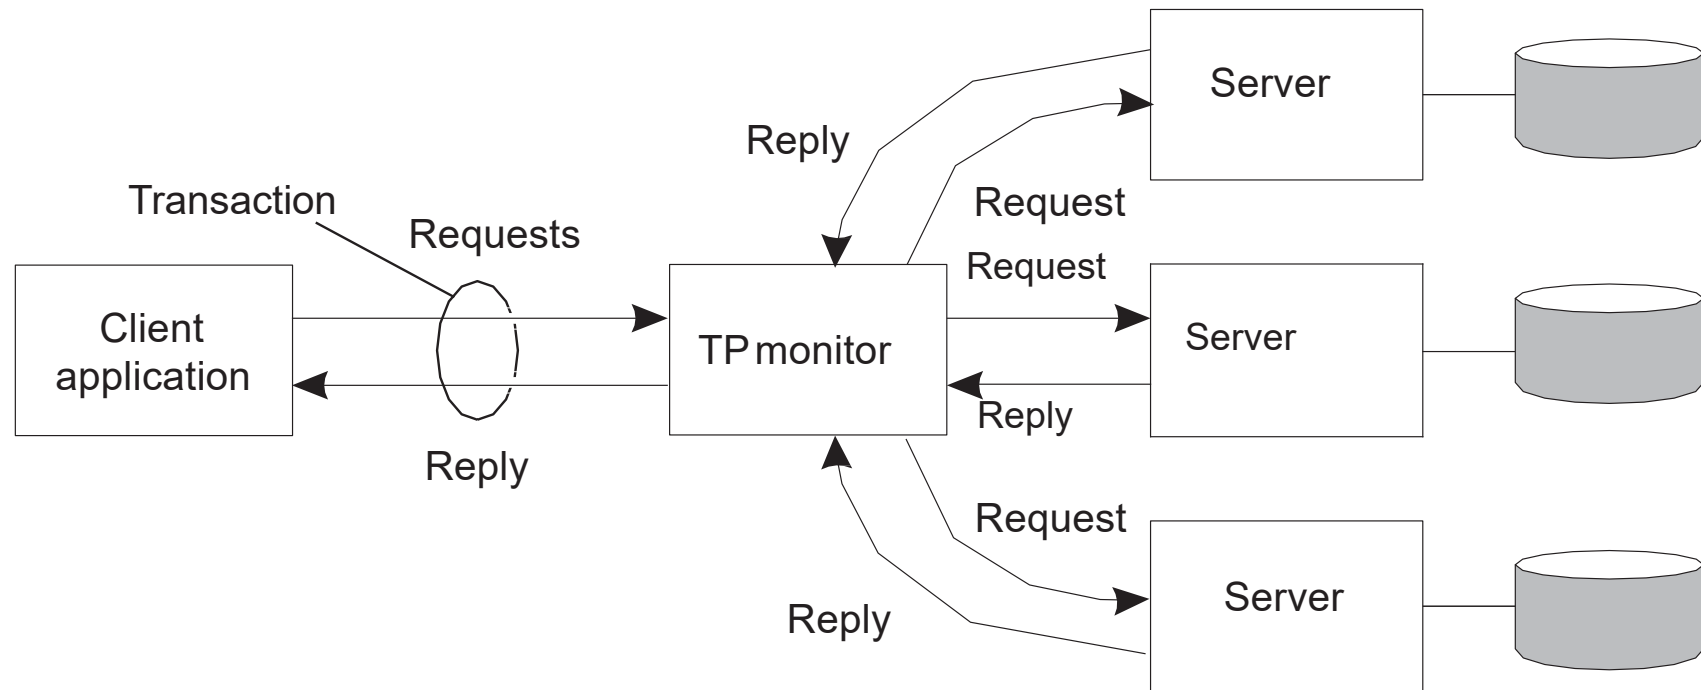 Server
Reply
Transaction
Request
Requests
Request
Client
application
TP monitor
Server
Reply
Reply
Request
Server
Reply